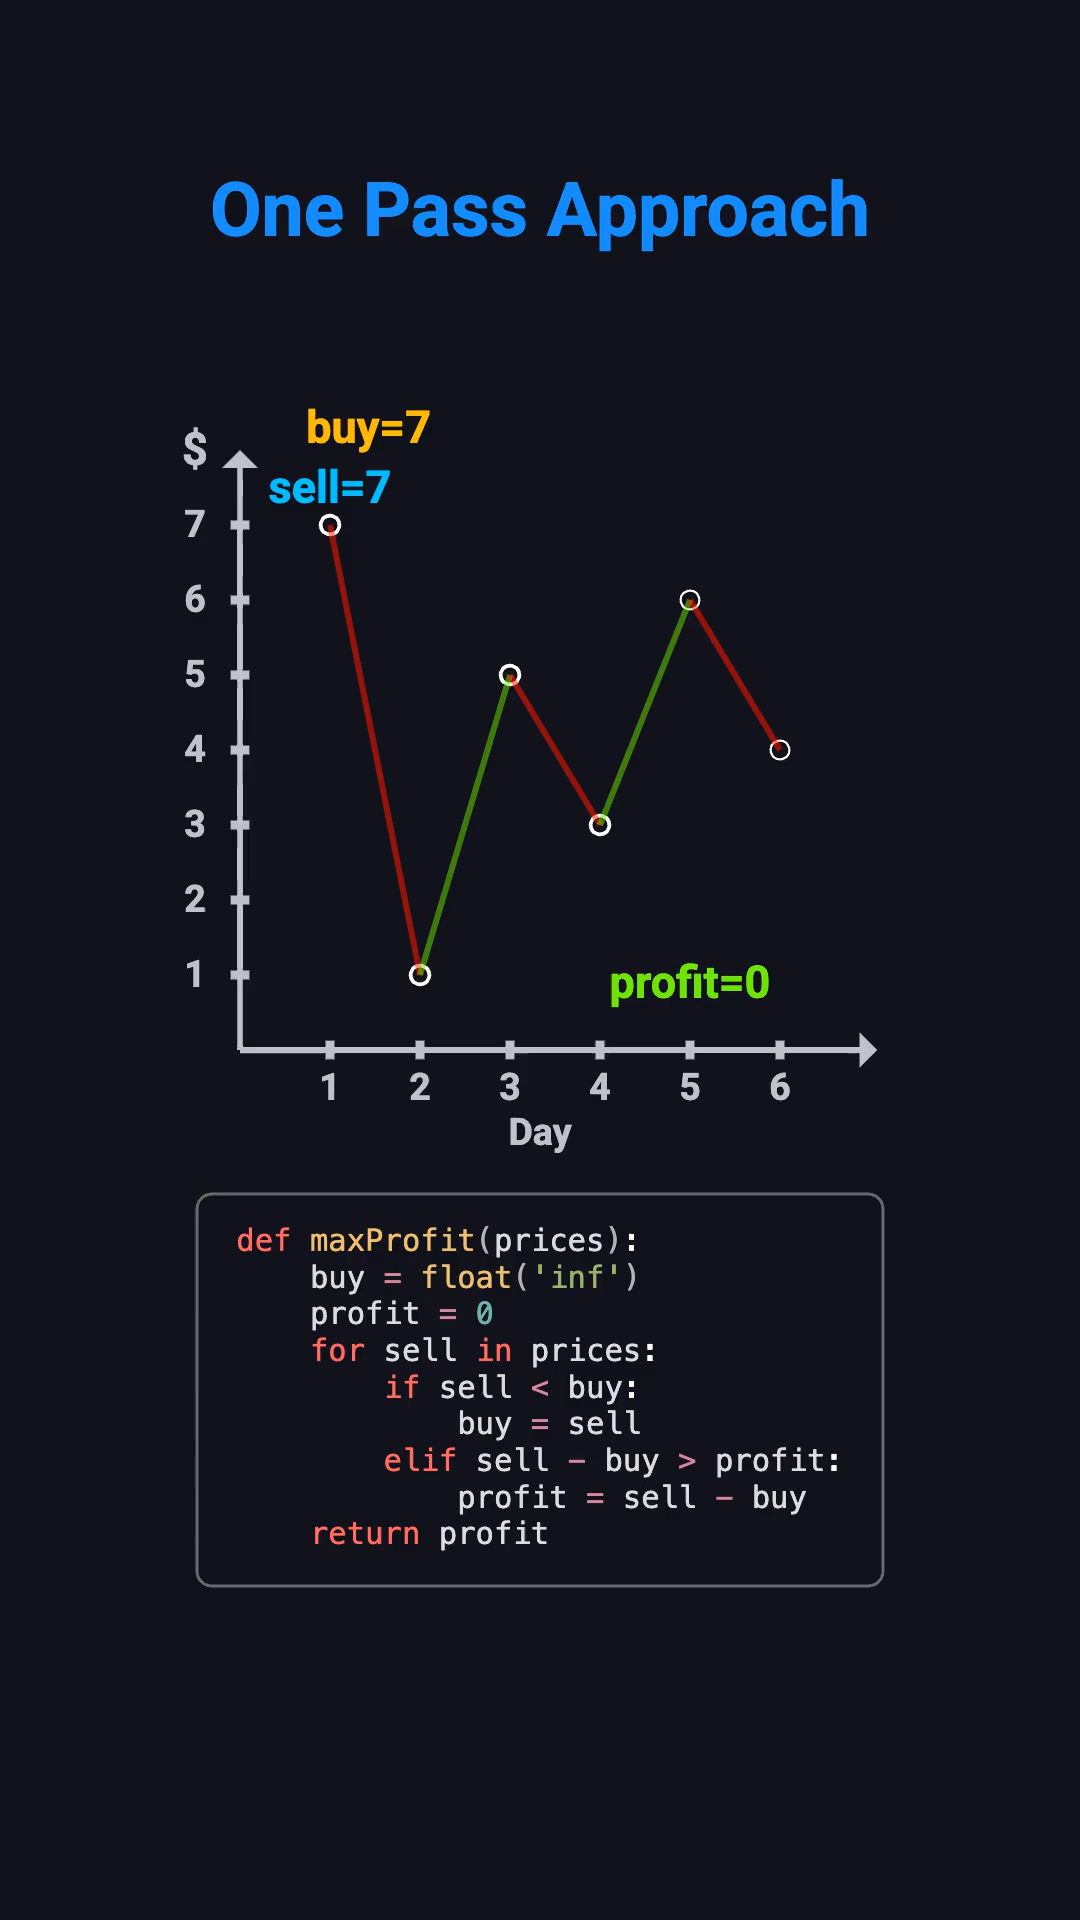 One Pass Approach
buy=7
$
sell=7
7
6
5
4
3
2
1
profit=0
1 2 3 4 5 6
Day
def maxProfit(prices):
    buy = float('inf')
    profit = 0
    for sell in prices:
        if sell < buy:
            buy = sell
        elif sell - buy > profit:
            profit = sell - buy
    return profit